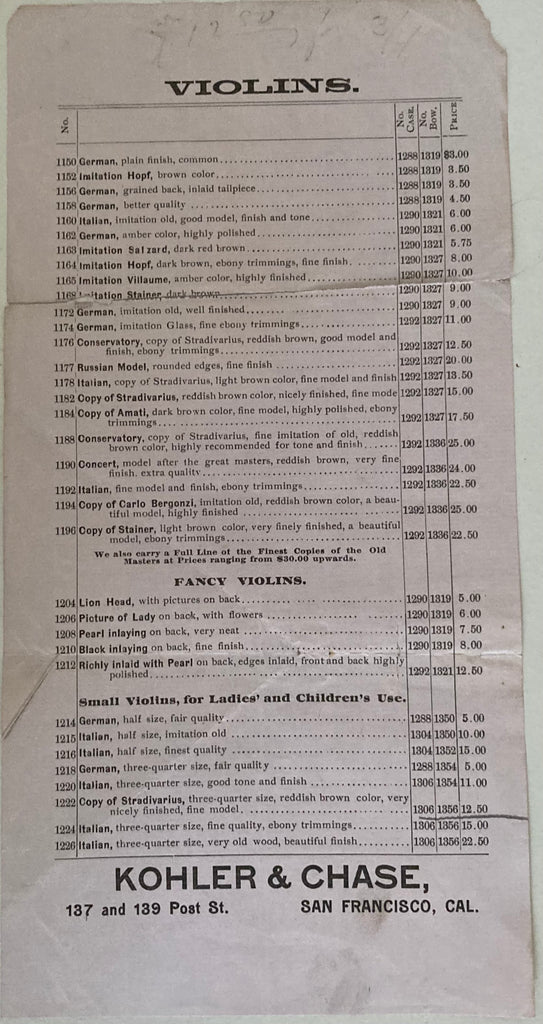 VIOLINS.
No. No. CASE. No. BOW. PRICE
1150 German, plain finish, common 1288 1319 $3.00
1152 Imitation Hopf, brown color 1288 1319 3.50
1156 German, grained back, inlaid tailpiece 1288 1319 3.50
1158 German, better quality 1288 1319 4.50
1160 Italian, imitation old, good model, finish and tone 1290 1321 6.00
1162 German, amber color, highly polished 1290 1321 6.00
1163 Imitation Salzard, dark red brown 1290 1321 5.75
1164 Imitation Hopf, dark brown, ebony trimmings, fine finish 1290 1327 8.00
1165 Imitation Villaume, amber color, highly finished 1290 1327 10.00
1168 Imitation Stainer, dark brown 1290 1327 9.00
1172 German, imitation old, well finished 1290 1327 9.00
1174 German, imitation Glass, fine ebony trimmings 1292 1327 11.00
1176 Conservatory, copy of Stradivarius, reddish brown, good model and
finish, ebony trimmings 1292 1327 12.50
1177 Russian Model, rounded edges, fine finish 1292 1327 20.00
1178 Italian, copy of Stradivarius, light brown color, fine model and finish 1292 1327 13.50
1182 Copy of Stradivarius, reddish brown color, nicely finished, fine mode 1292 1327 15.00
1184 Copy of Amati, dark brown color, fine model, highly polished, ebony
trimmings 1292 1327 17.50
1188 Conservatory, copy of Stradivarius, fine imitation of old, reddish
brown color, highly recommended for tone and finish 1292 1336 25.00
1190 Concert, model after the great masters, reddish brown, very fine
finish, extra quality 1292 1336 24.00
1192 Italian, fine model and finish, ebony trimmings 1292 1336 22.50
1194 Copy of Carlo Bergonzi, imitation old, reddish brown color, a beau-
tiful model, highly finished 1292 1336 25.00
1196 Copy of Stainer, light brown color, very finely finished, a beautiful
model, ebony trimmings 1292 1336 22.50
We also carry a Full Line of the Finest Copies of the Old
Masters at Prices ranging from $30.00 upwards.
FANCY VIOLINS.
1204 Lion Head, with pictures on back 1290 1319 5.00
1206 Picture of Lady on back, with flowers 1290 1319 6.00
1208 Pearl inlaying on back, very neat 1290 1319 7.50
1210 Black inlaying on back, fine finish 1290 1319 8.00
1212 Richly inlaid with Pearl on back, edges inlaid, front and back highly
polished 1292 1321 12.50
Small Violins, for Ladies' and Children's Use.
1214 German, half size, fair quality 1288 1350 5.00
1215 Italian, half size, imitation old 1304 1350 10.00
1216 Italian, half size, finest quality 1304 1352 15.00
1218 German, three-quarter size, fair quality 1288 1354 5.00
1220 Italian, three-quarter size, good tone and finish 1306 1354 11.00
1222 Copy of Stradivarius, three-quarter size, reddish brown color, very
nicely finished, fine model. 1306 1356 12.50
1224 Italian, three-quarter size, fine quality, ebony trimmings 1306 1356 15.00
1226 Italian, three-quarter size, very old wood, beautiful finish 1306 1356 22.50
KOHLER & CHASE,
137 and 139 Post St. SAN FRANCISCO, CAL.